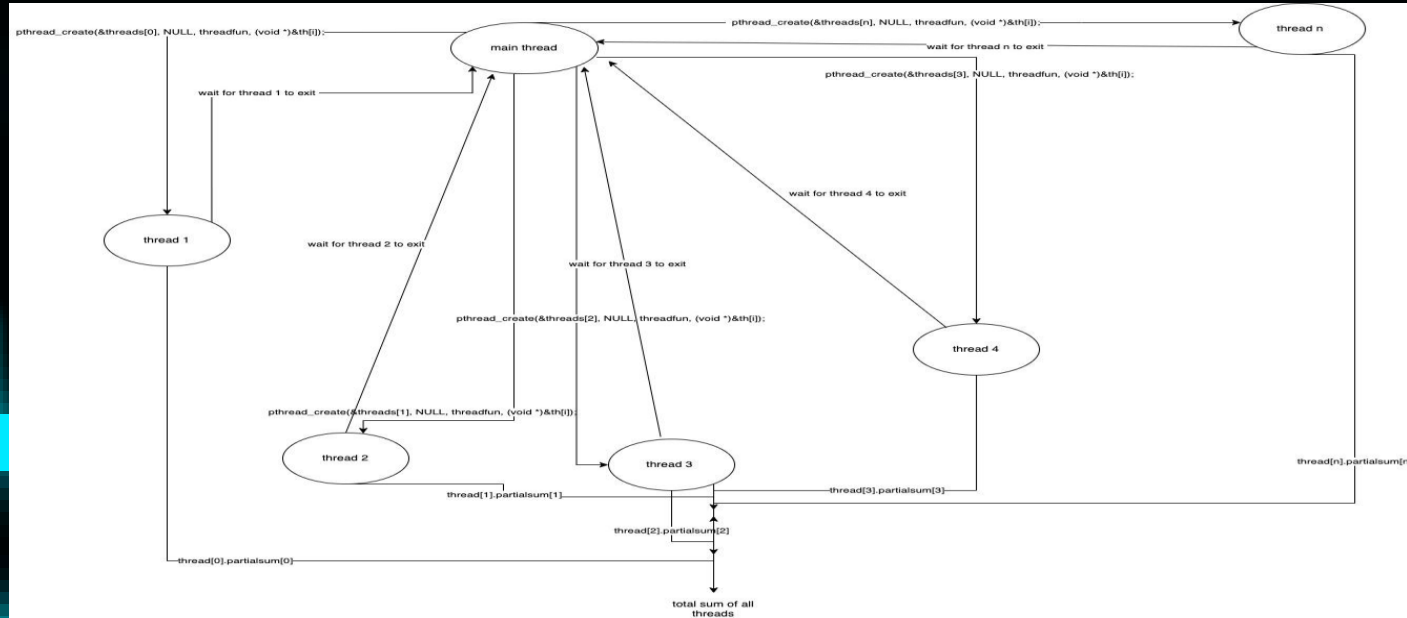 pthread_create(&threads[n], NULL, threadfun, (void *)&th[i]);
thread n
pthread_create(&threads[0], NULL, threadfun, (void *)&th[i]);
main thread
wait for thread n to exit
pthread_create(&threads[3], NULL, threadfun, (void *)&th[i]);
wait for thread 1 to exit
wait for thread 4 to exit
thread 1
wait for thread 2 to exit
wait for thread 3 to exit
pthread_create(&threads[2], NULL, threadfun, (void *)&th[i]);
thread 4
pthread_create(&threads[1], NULL, threadfun, (void *)&th[i]);
thread 2
thread 3
thread[n].partialsum[n
thread[1].partialsum[1]
thread[3].partialsum[3]
thread[2].partialsum[2]
thread[0].partialsum[0]
total sum of all
threads